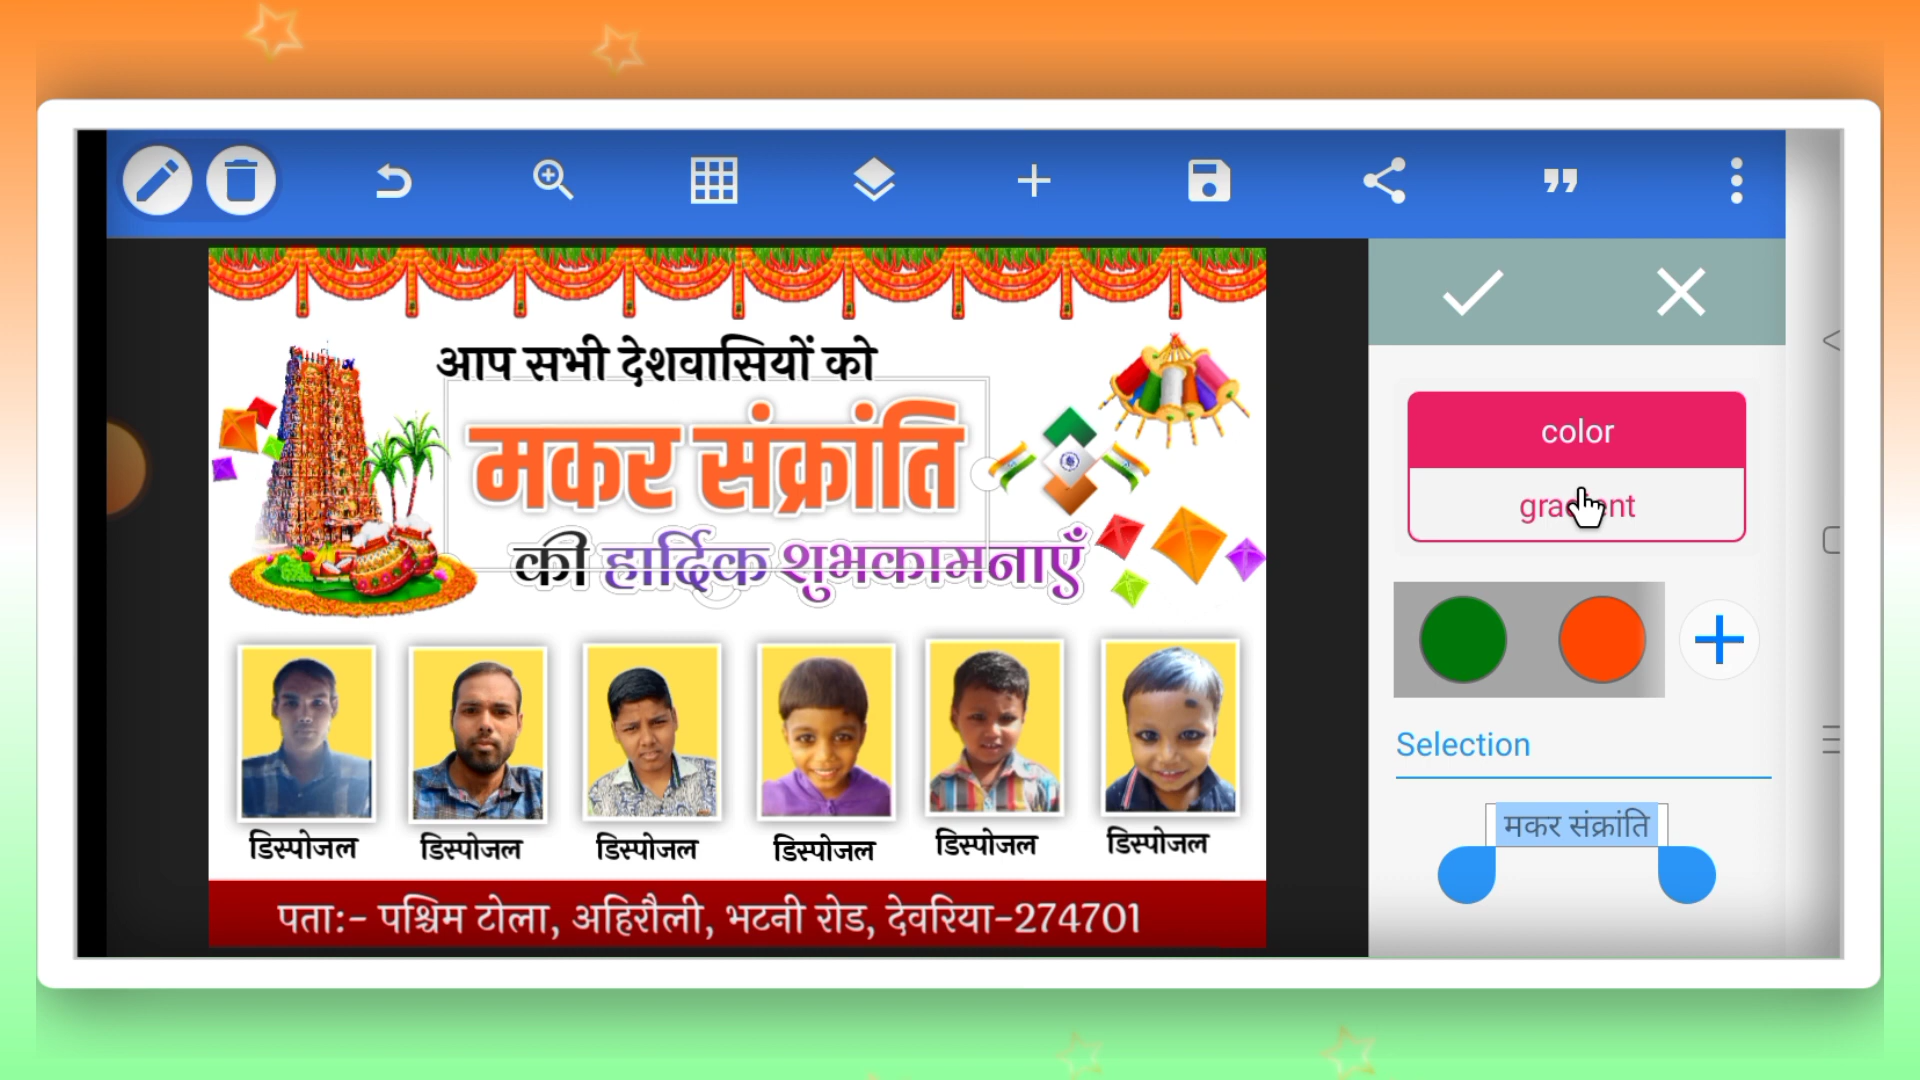 आप सभी देशवासियों को
मकर संक्रांति
की हार्दिक शुभकामनाएँ
डिस्पोजल
डिस्पोजल
डिस्पोजल
डिस्पोजल
डिस्पोजल
डिस्पोजल
पताः- पश्चिम टोला, अहिरौली, भटनी रोड, देवरिया-274701
color
gradient
Selection
मकर संक्रांति